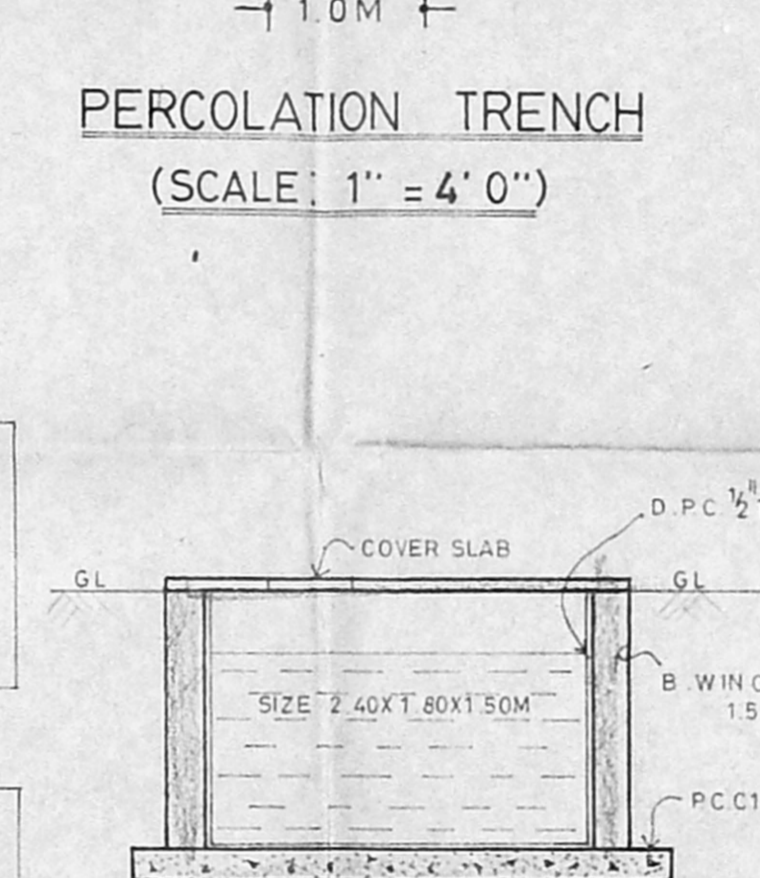 1.0M
PERCOLATION TRENCH
(SCALE: 1" = 4' 0")
D.P.C. 1/2"
COVER SLAB
GL
GL
B.W IN C
1.5
SIZE 2.40X1.80X1.50M
P.C.C1